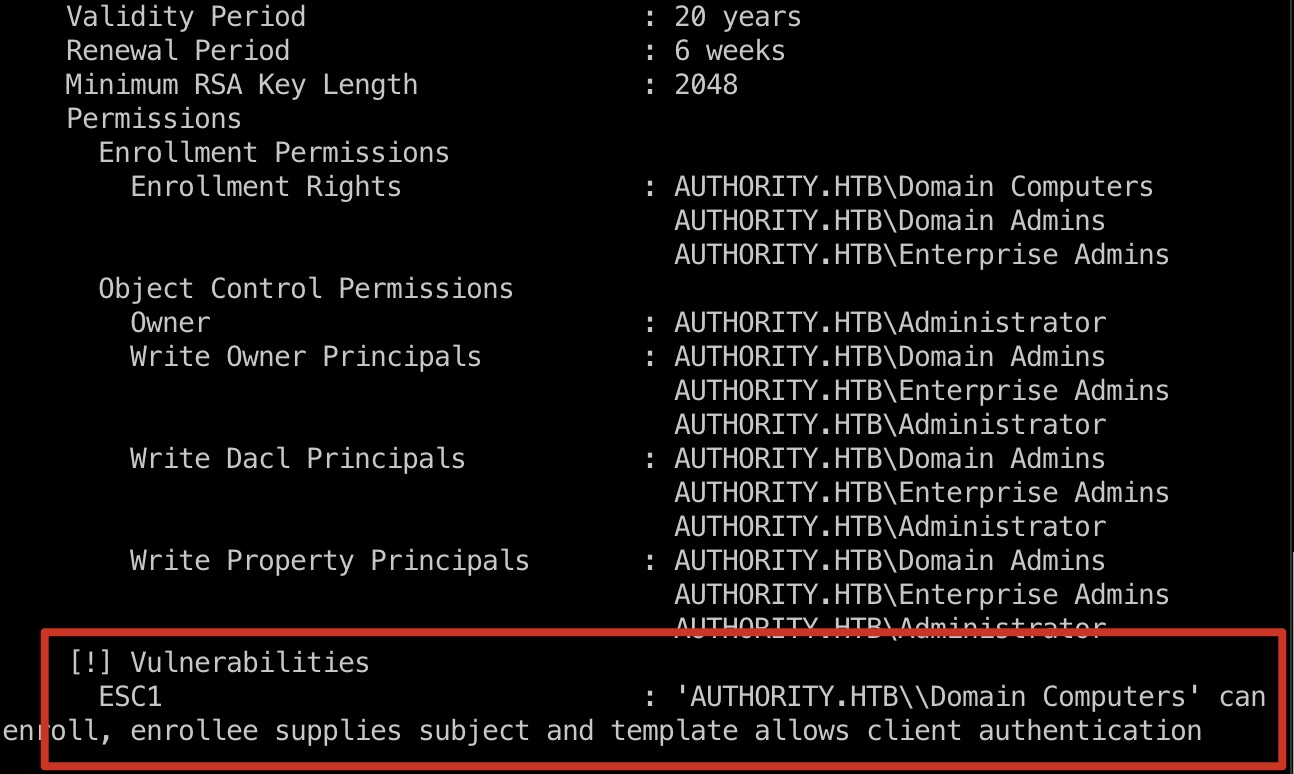 Validity Period : 20 years
Renewal Period : 6 weeks
Minimum RSA Key Length : 2048
Permissions
Enrollment Permissions
Enrollment Rights : AUTHORITY.HTB\Domain Computers
AUTHORITY.HTB\Domain Admins
AUTHORITY.HTB\Enterprise Admins
Object Control Permissions
Owner : AUTHORITY.HTB\Administrator
Write Owner Principals : AUTHORITY.HTB\Domain Admins
AUTHORITY.HTB\Enterprise Admins
AUTHORITY.HTB\Administrator
Write Dacl Principals : AUTHORITY.HTB\Domain Admins
AUTHORITY.HTB\Enterprise Admins
AUTHORITY.HTB\Administrator
Write Property Principals : AUTHORITY.HTB\Domain Admins
AUTHORITY.HTB\Enterprise Admins
AUTHORITY.HTB\Administrator
[!] Vulnerabilities
ESC1 : 'AUTHORITY.HTB\\Domain Computers' can
enroll, enrollee supplies subject and template allows client authentication